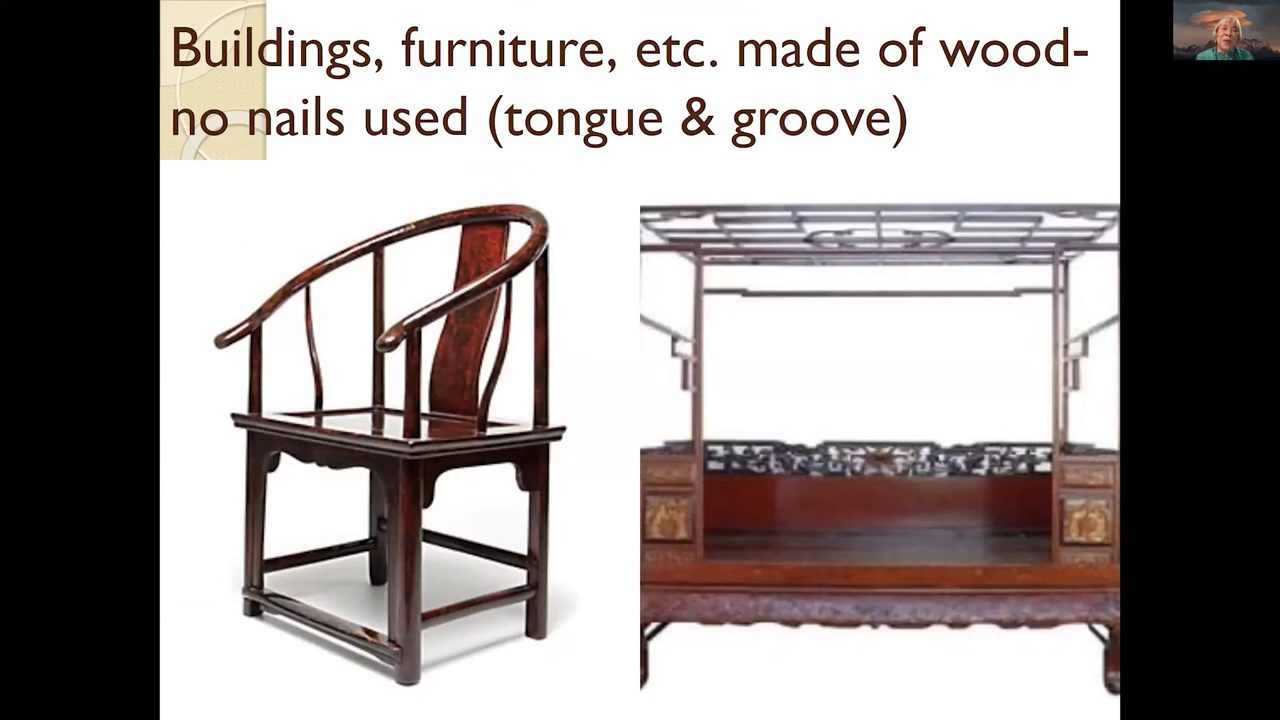 Buildings, furniture, etc. made of wood-
no nails used (tongue & groove)